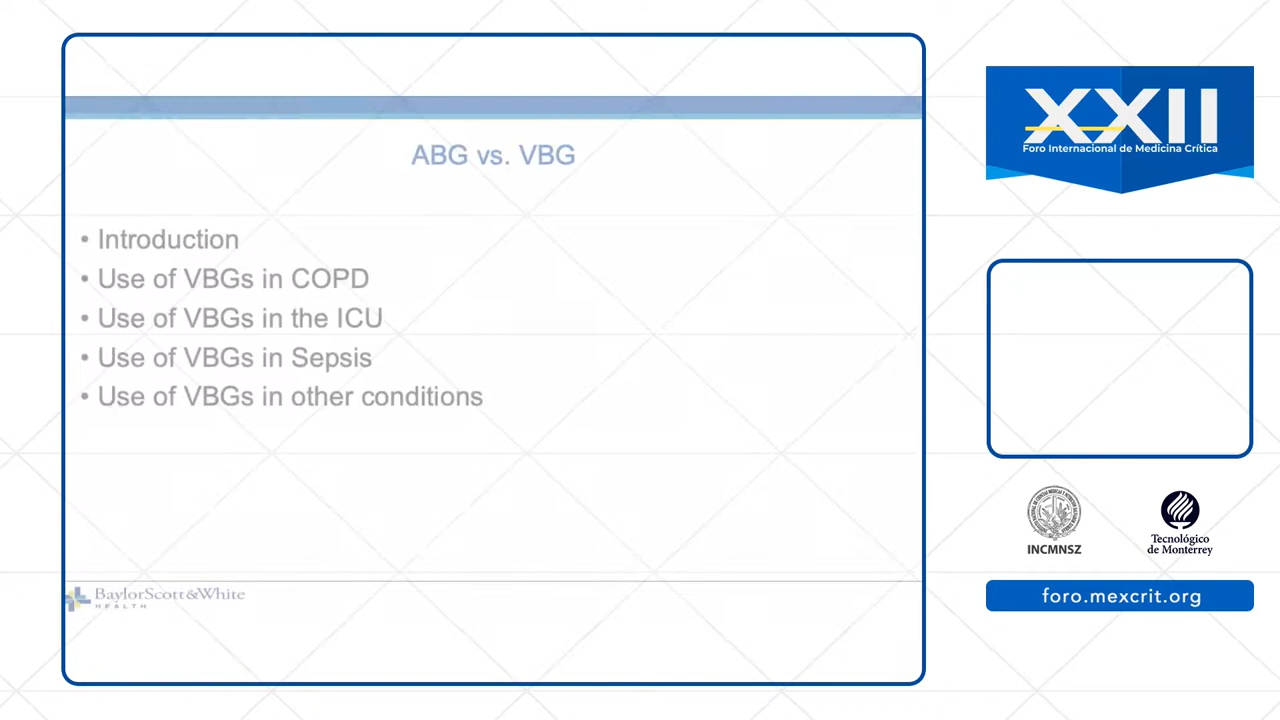 ABG vs. VBG
• Introduction
• Use of VBGs in COPD
• Use of VBGs in the ICU
• Use of VBGs in Sepsis
• Use of VBGs in other conditions
BaylorScott&White
HEALTH
XXII
Foro Internacional de Medicina Crítica
INCMNSZ
Tecnológico
de Monterrey
foro.mexcrit.org